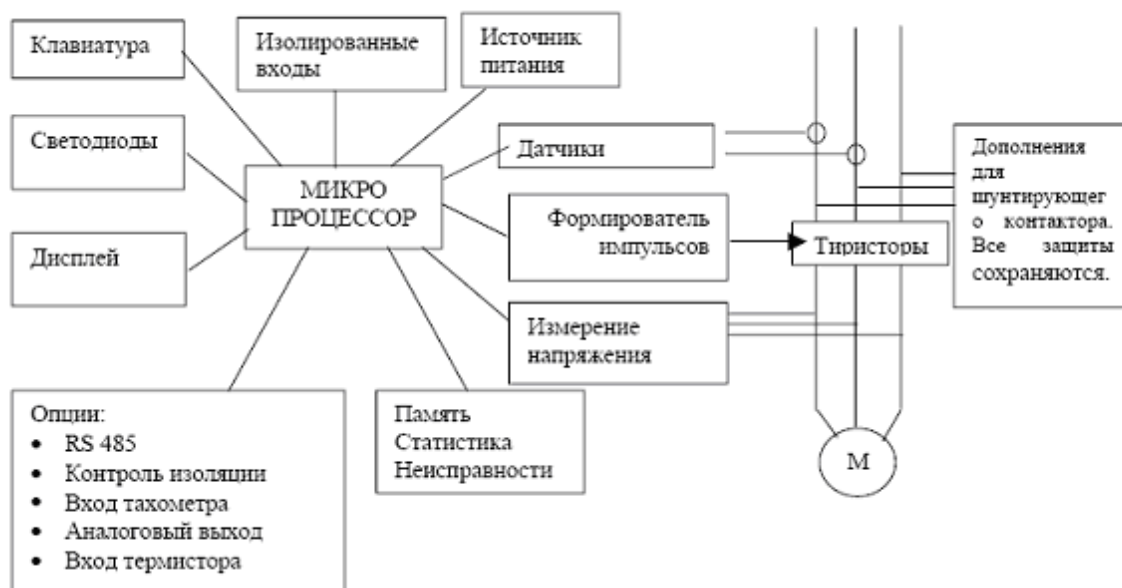 Клавиатура
Изолированные
входы
Источник
питания
Светодиоды
Датчики
МИКРО
ПРОЦЕССОР
Дополнения
для
шунтирующег
о контактора.
Все защиты
сохраняются.
Формирователь
импульсов
Тиристоры
Дисплей
Измерение
напряжения
Опции:
• RS 485
• Контроль изоляции
• Вход тахометра
• Аналоговый выход
• Вход термистора
Память
Статистика
Неисправности
М